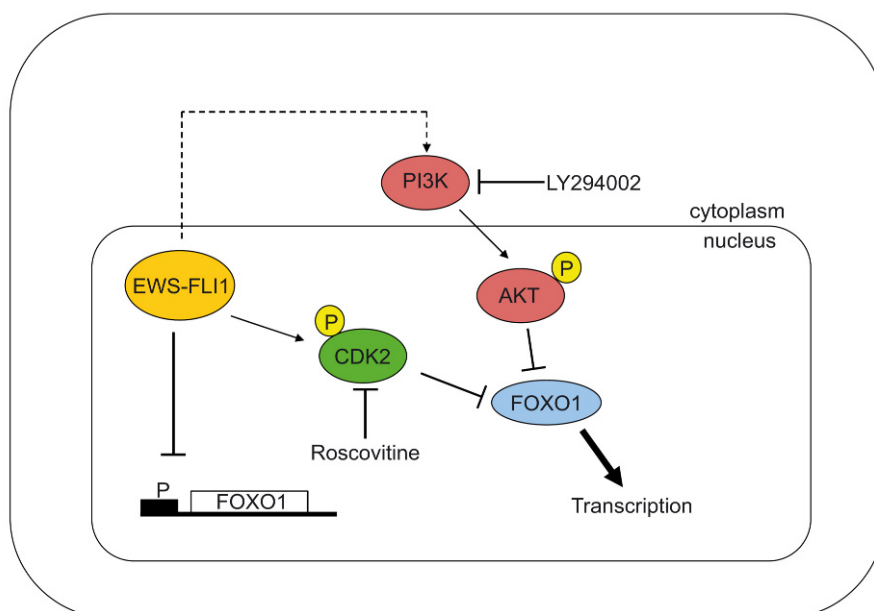 PI3K
LY294002
cytoplasm
nucleus
EWS-FLI1
P
AKT
P
CDK2
FOXO1
Roscovitine
P
FOXO1
Transcription